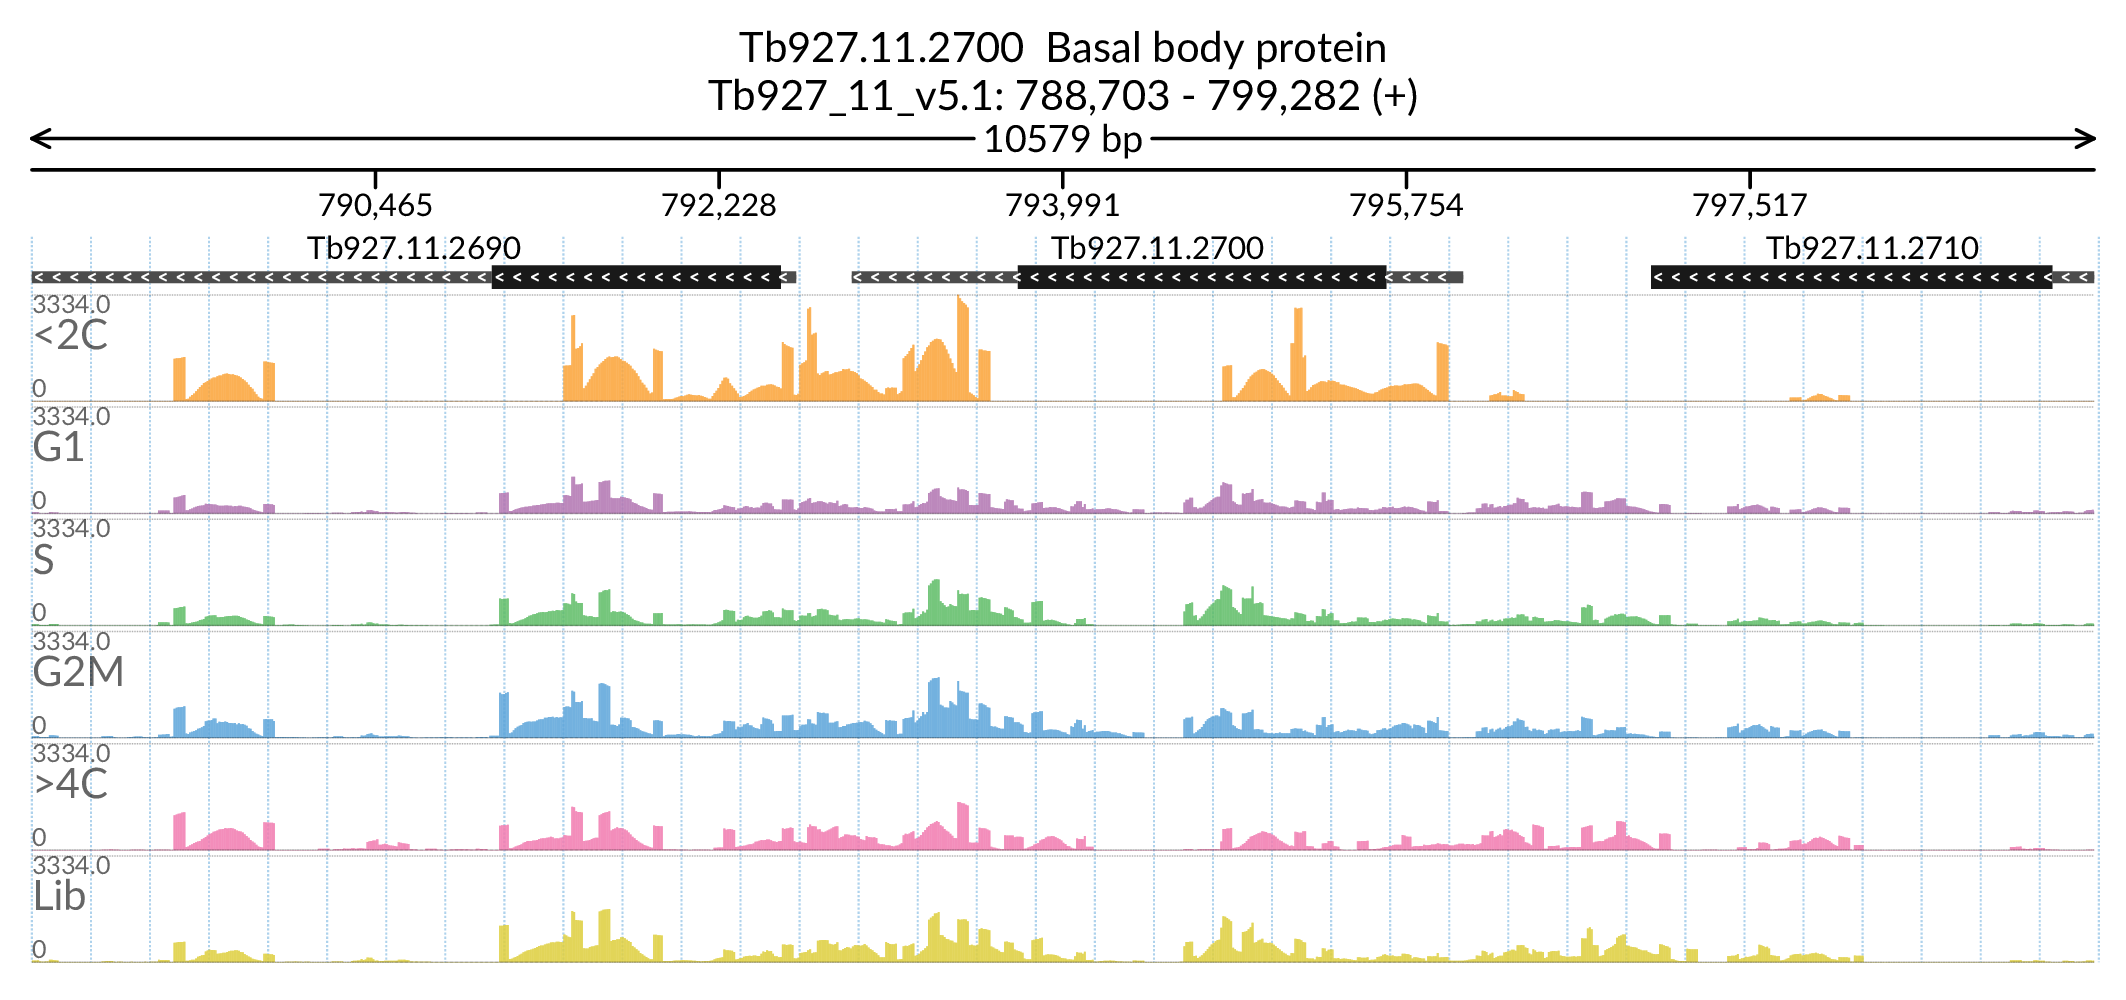 Tb927.11.2700  Basal body protein
Tb927_11_v5.1: 788,703 - 799,282 (+)
10579 bp
790,465 792,228 793,991 795,754 797,517
Tb927.11.2690 Tb927.11.2700 Tb927.11.2710
3334.0
<2C
0
3334.0
G1
0
3334.0
S
0
3334.0
G2M
0
3334.0
>4C
0
3334.0
Lib
0